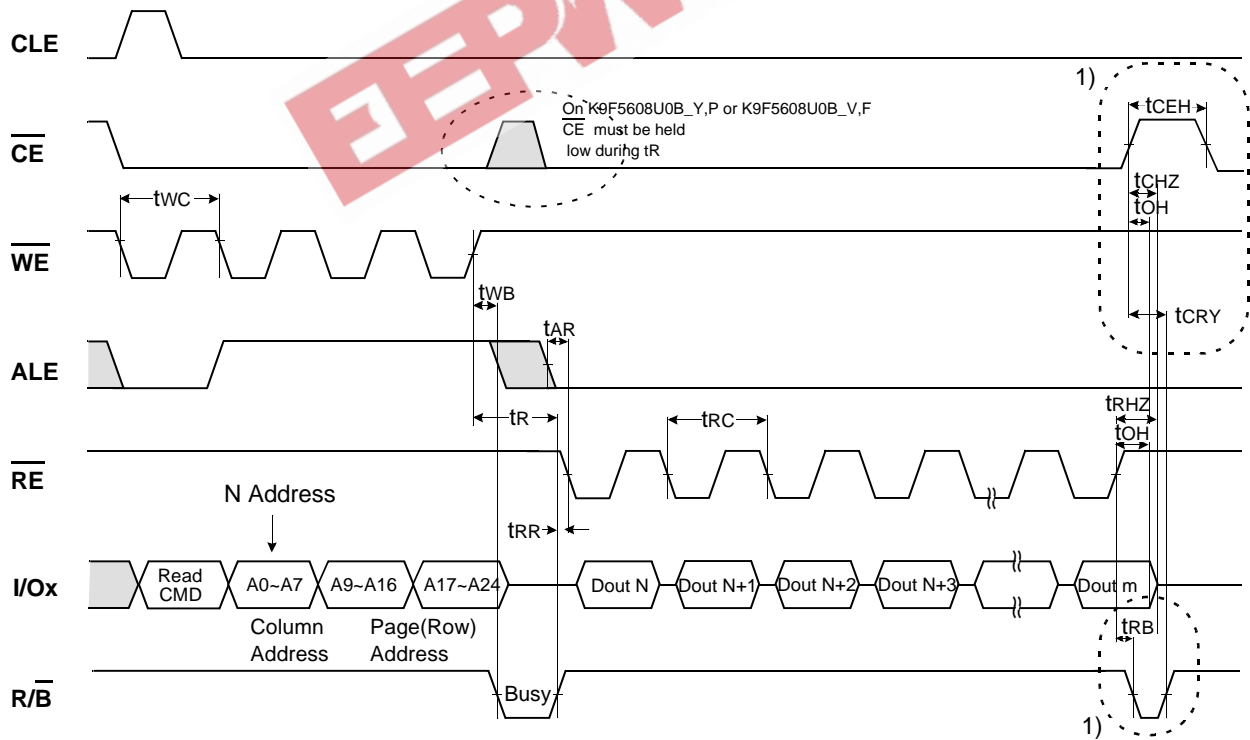 CLE
1)
tCEH
On K9F5608U0B_Y,P or K9F5608U0B_V,F
CE must be held
low during tR
CE
tCHZ
tOH
tWC
WE
tWB
tCRY
tAR
ALE
tR
tRC
tRHZ
tOH
RE
N Address
tRR
I/Ox
Read
CMD
A0~A7
A9~A16
A17~A24
Dout N
Dout N+1
Dout N+2
Dout N+3
Dout m
Column
Address
Page(Row)
Address
tRB
R/B
Busy
1)